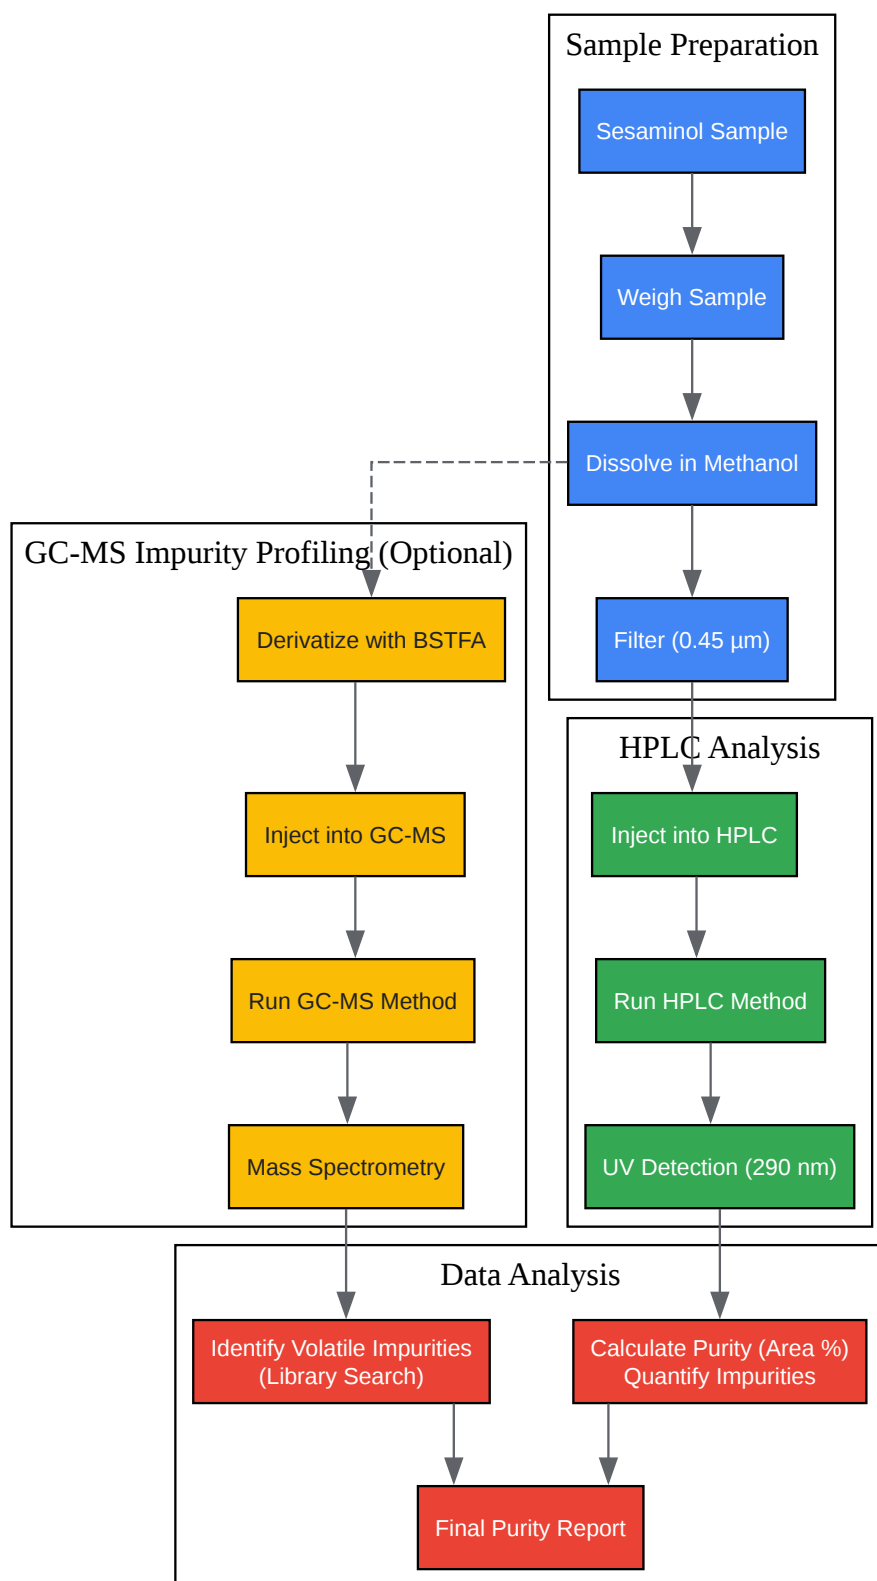 Sample Preparation
Sesaminol Sample
Weigh Sample
Dissolve in Methanol
Filter (0.45 µm)
GC-MS Impurity Profiling (Optional)
Derivatize with BSTFA
Inject into GC-MS
Run GC-MS Method
Mass Spectrometry
HPLC Analysis
Inject into HPLC
Run HPLC Method
UV Detection (290 nm)
Data Analysis
Identify Volatile Impurities
(Library Search)
Calculate Purity (Area %)
Quantify Impurities
Final Purity Report